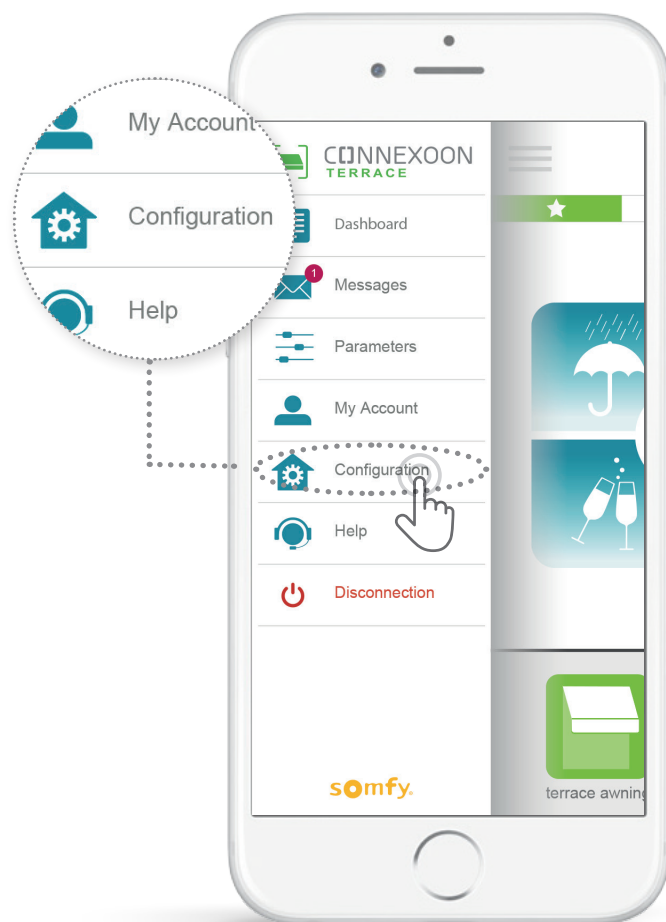 My Account
Configuration
Help
CONNEXOON
TERRACE
Dashboard
1
Messages
Parameters
My Account
Configuration
Help
Disconnection
somfy.
terrace awning